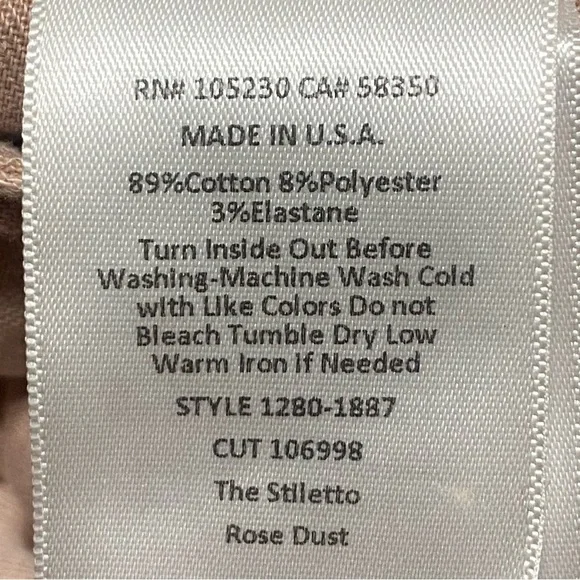 RN# 105230 CA# 58350
MADE IN U.S.A.
89%Cotton 8%Polyester
3%Elastane
Turn Inside Out Before
Washing-Machine Wash Cold
with Like Colors Do not
Bleach Tumble Dry Low
Warm Iron If Needed
STYLE 1280-1887
CUT 106998
The Stiletto
Rose Dust